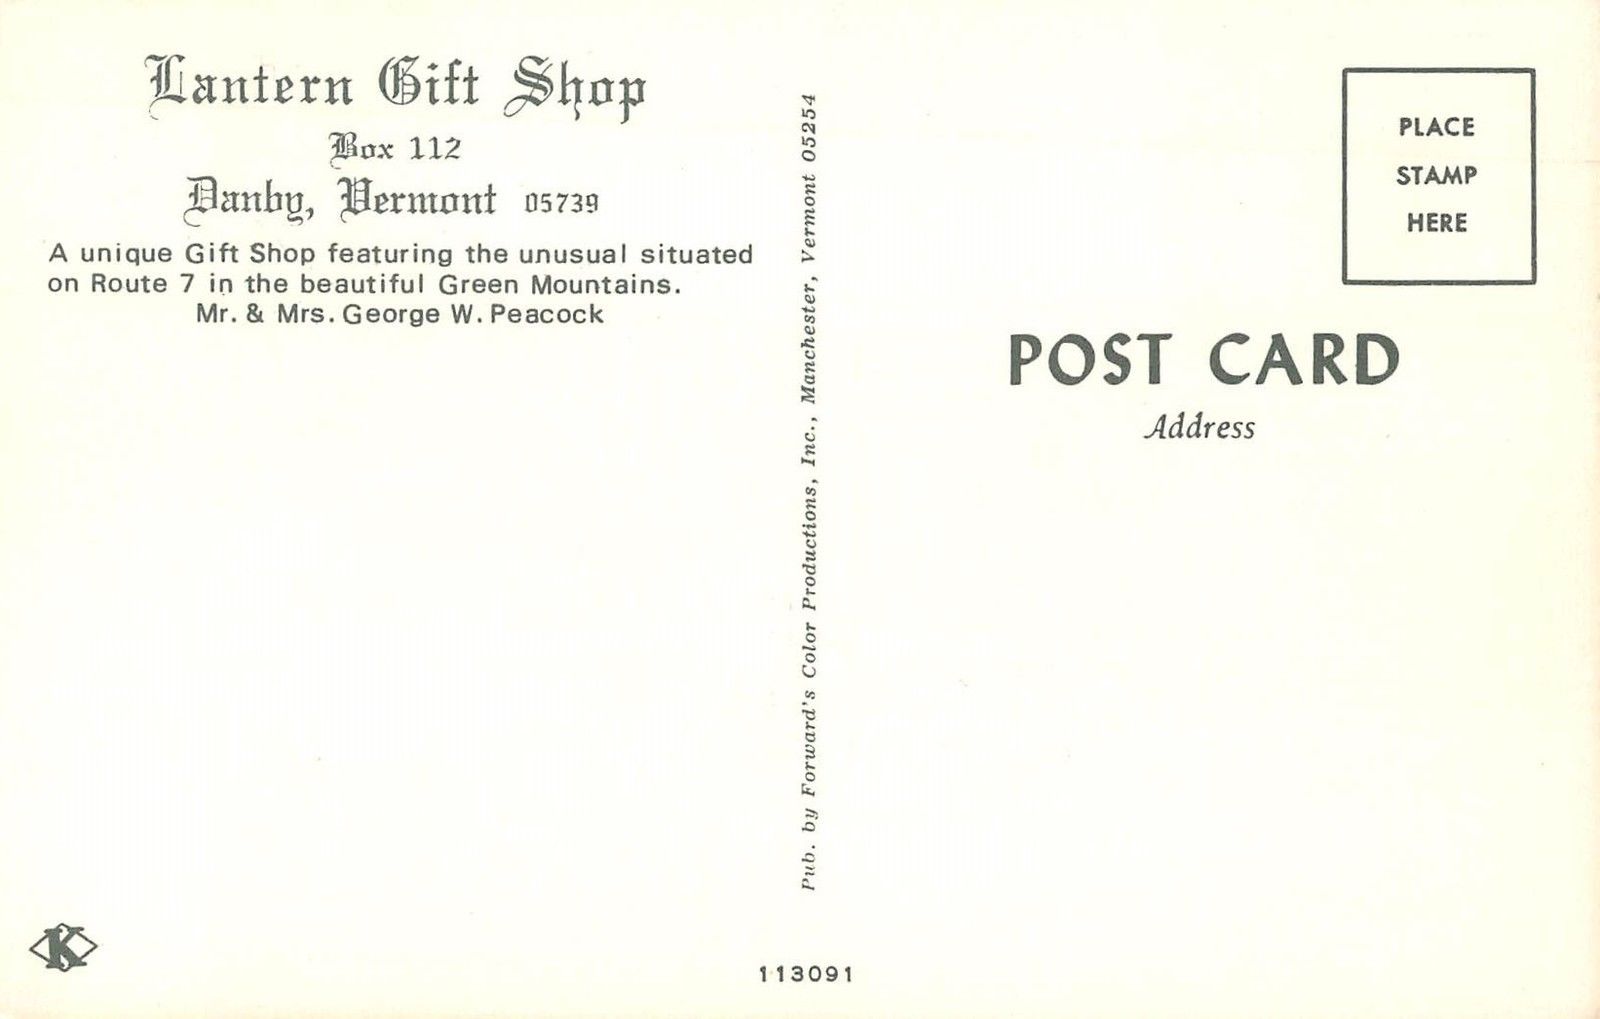 Lantern Gift Shop
Box 112
Danby, Vermont 05739
A unique Gift Shop featuring the unusual situated
on Route 7 in the beautiful Green Mountains.
Mr. & Mrs. George W. Peacock
Pub. by Forward's Color Productions, Inc., Manchester, Vermont 05254
PLACE
STAMP
HERE
POST CARD
Address
K
113091